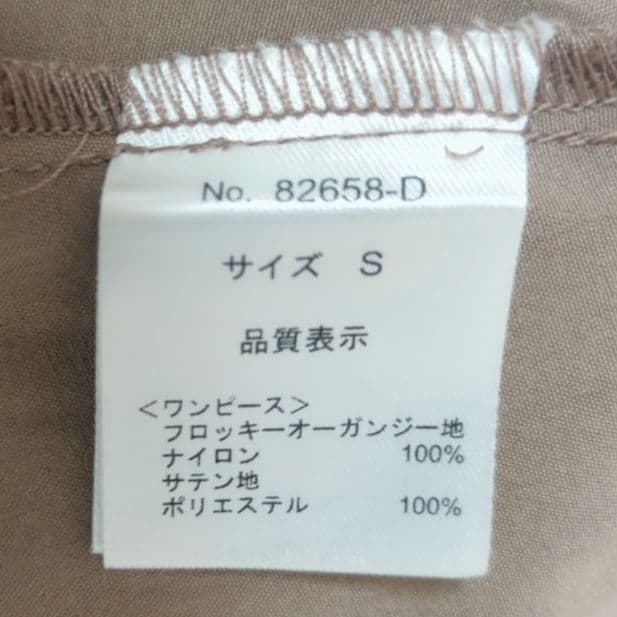 No. 82658-D
サイズ S
品質表示
＜ワンピース＞
フロッキーオーガンジー地
ナイロン 100%
サテン地
ポリエステル 100%